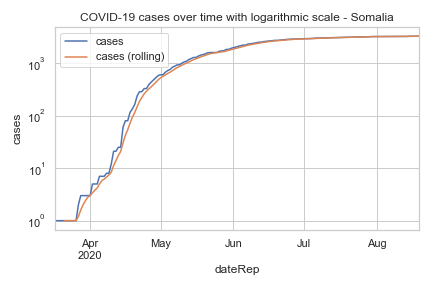 COVID-19 cases over time with logarithmic scale - Somalia
cases
cases (rolling)
10³
10²
10¹
10⁰
cases
Apr
2020
May
Jun
Jul
Aug
dateRep